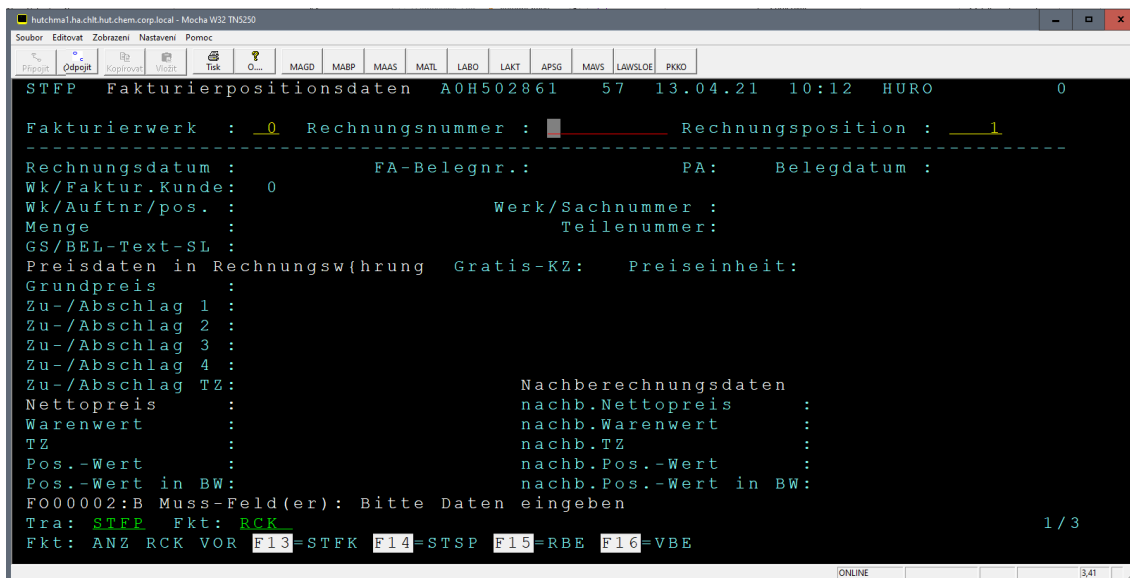 hutchma1.ha.chlt.hut.chem.corp.local - Mocha W32 TN5250
Soubor Editovat Zobrazeni Nastaveni Pomoc
Připojit Odpojit Kopírovat Vložit Tisk O.... MAGD MABP MAAS MATL LABO LAKT APSG MAVS LAWSLOE PKKO
STFP Fakturierpositionsdaten A0H502861 57 13.04.21 10:12 HURO 0
Fakturierwerk : 0 Rechnungsnummer : Rechnungsposition : 1
Rechnungsdatum : FA-Belegnr.: PA: Belegdatum :
Wk/Faktur.Kunde: 0
Wk/Auftnr/pos. : Werk/Sachnummer :
Menge : Teilenummer:
GS/BEL-Text-SL :
Preisdaten in Rechnungsw{hrung Gratis-KZ: Preiseinheit:
Grundpreis :
Zu-/Abschlag 1 :
Zu-/Abschlag 2 :
Zu-/Abschlag 3 :
Zu-/Abschlag 4 :
Zu-/Abschlag TZ: Nachberechnungsdaten
Nettopreis : nachb.Nettopreis :
Warenwert : nachb.Warenwert :
TZ : nachb.TZ :
Pos.-Wert : nachb.Pos.-Wert :
Pos.-Wert in BW: nachb.Pos.-Wert in BW:
FO00002:B Muss-Feld(er): Bitte Daten eingeben
Tra: STFP Fkt: RCK 1/3
Fkt: ANZ RCK VOR F13=STFK F14=STSP F15=RBE F16=VBE
ONLINE 3,41